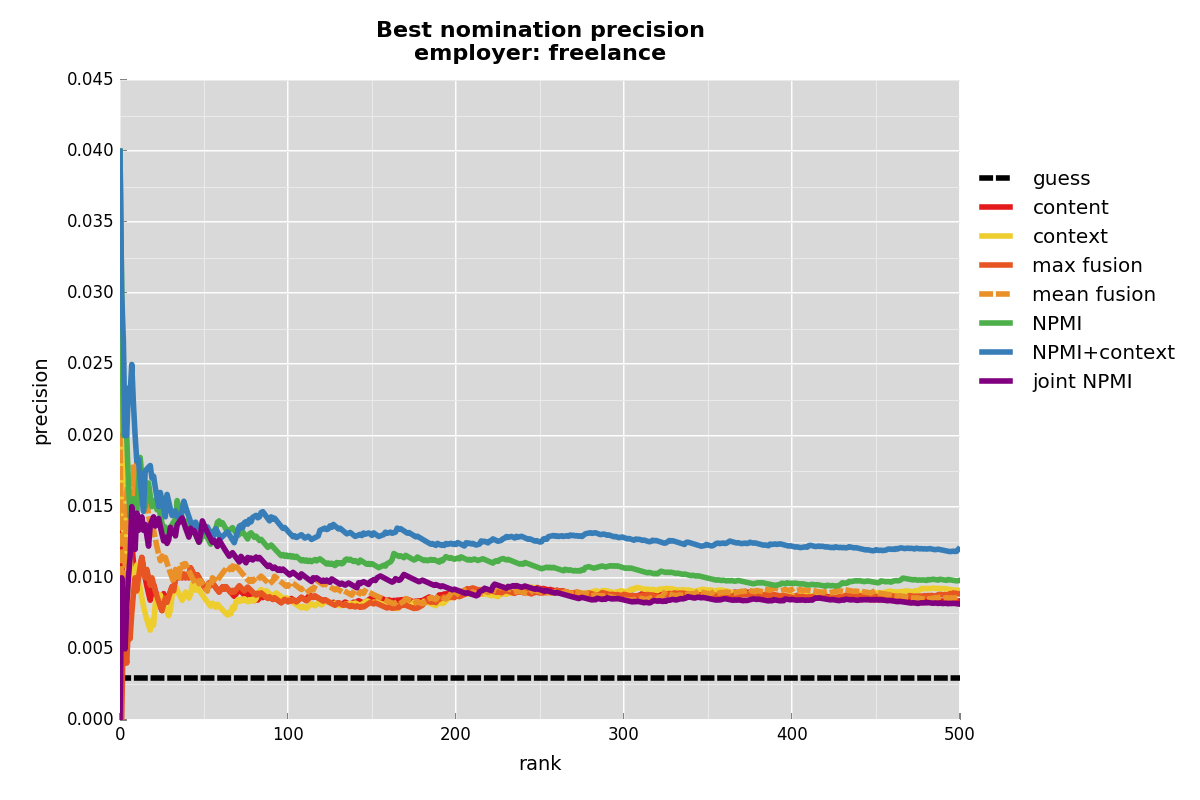 Best nomination precision
employer: freelance
precision
0.045
0.040
0.035
0.030
0.025
0.020
0.015
0.010
0.005
0.000
0
100
200
300
400
500
rank
guess
content
context
max fusion
mean fusion
NPMI
NPMI+context
joint NPMI